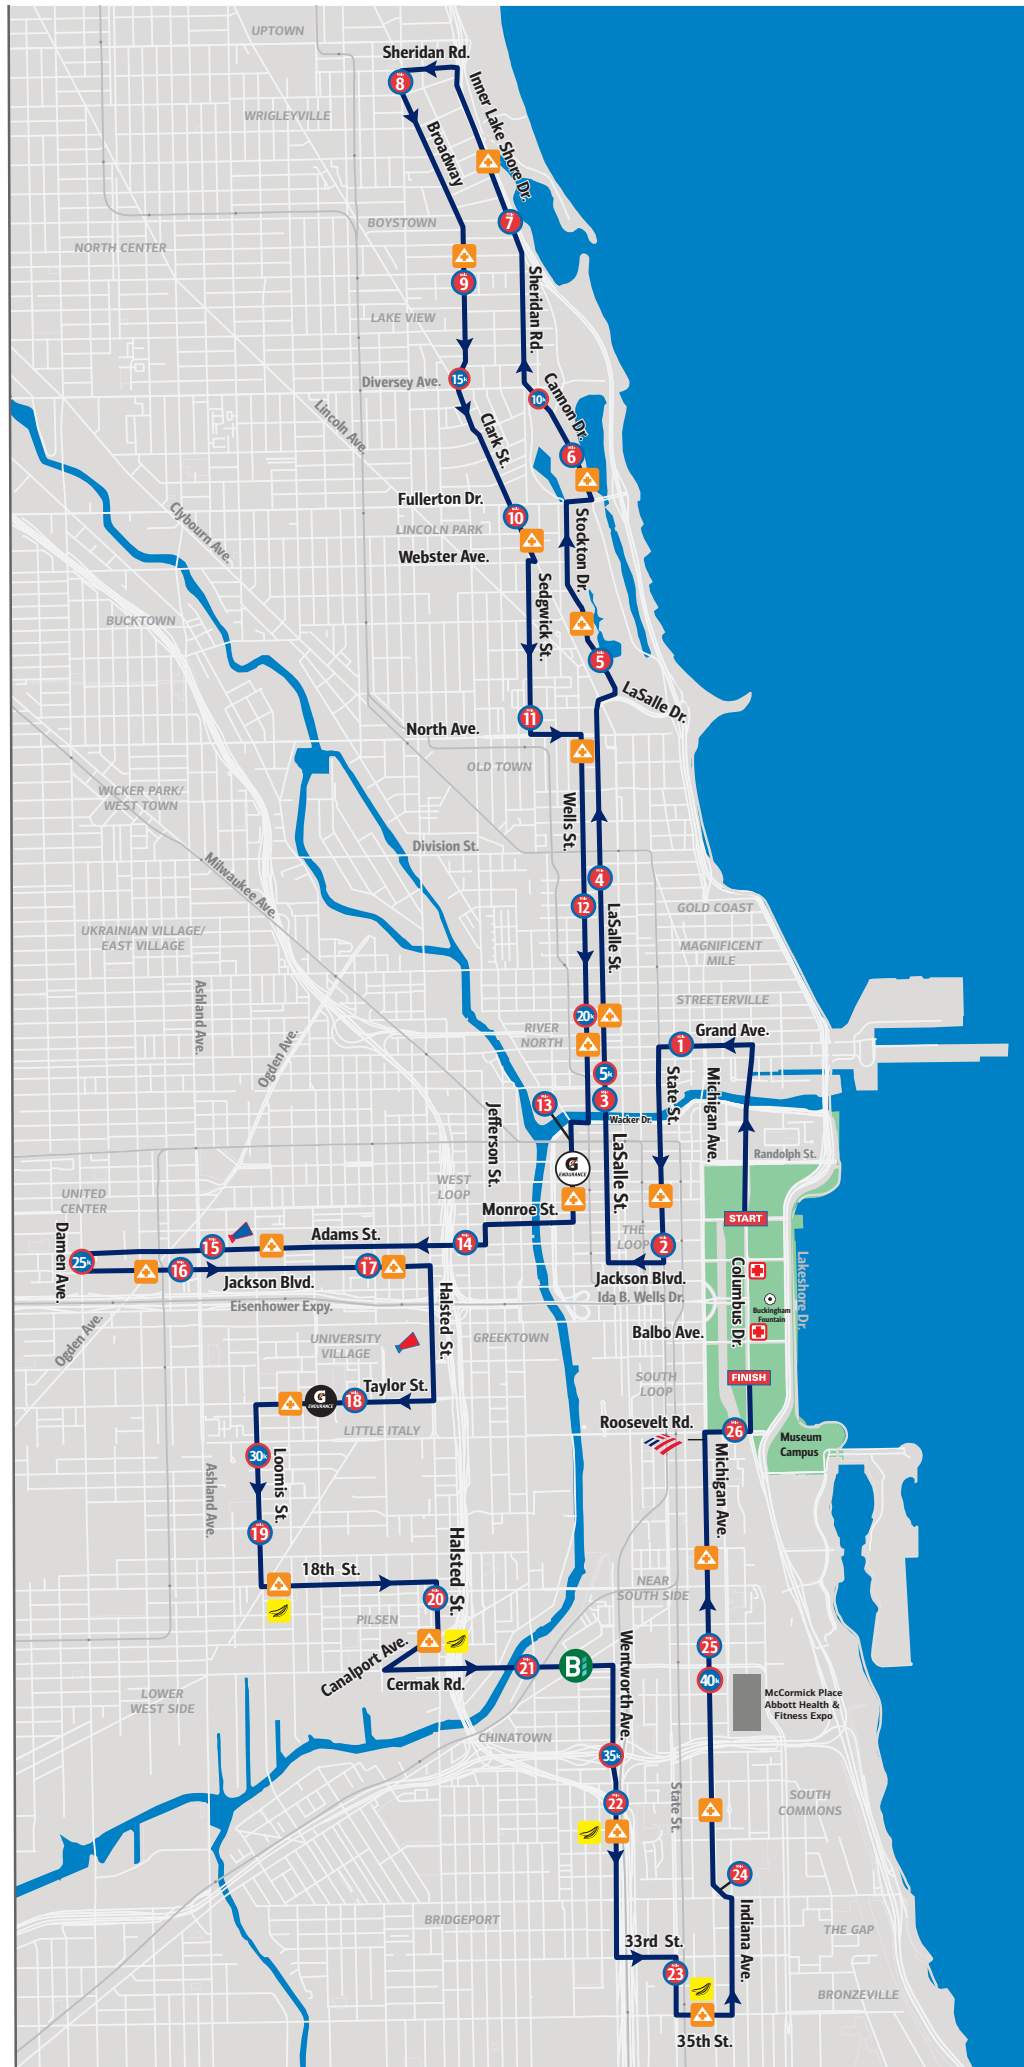 UPTOWN
Sheridan Rd.
8
Inner Lake Shore Dr.
WRIGLEYVILLE
Broadway
7
BOYSTOWN
NORTH CENTER
9
Sheridan Rd.
LAKE VIEW
Diversey Ave.
15k
10k
Cannon Dr.
Lincoln Ave.
Clark St.
6
Fullerton Dr.
10
LINCOLN PARK
Stockton Dr.
Clybourn Ave.
Webster Ave.
Sedgwick St.
BUCKTOWN
5
LaSalle Dr.
11
North Ave.
OLD TOWN
WICKER PARK/
WEST TOWN
Wells St.
Division St.
Milwaukee Ave.
4
12
GOLD COAST
LaSalle St.
UKRAINIAN VILLAGE/
EAST VILLAGE
MAGNIFICENT
MILE
Ashland Ave.
STREETERVILLE
20k
RIVER
NORTH
Grand Ave.
1
Ogden Ave.
5k
State St.
Michigan Ave.
3
13
Jefferson St.
Wacker Dr.
LaSalle St.
Randolph St.
G
ENDURANCE
WEST
LOOP
UNITED
CENTER
Monroe St.
START
Damen Ave.
Adams St.
15
14
THE
LOOP
2
25k
16
17
Jackson Blvd.
Jackson Blvd.
Columbus Dr.
Lakeshore Dr.
Halsted St.
Ida B. Wells Dr.
Eisenhower Expy.
Buckingham
Fountain
Ogden Ave.
UNIVERSITY
VILLAGE
GREEKTOWN
Balbo Ave.
SOUTH
LOOP
FINISH
Taylor St.
G
ENDURANCE
18
LITTLE ITALY
Roosevelt Rd.
26
Museum
Campus
30k
Loomis St.
Michigan Ave.
Ashland Ave.
19
18th St.
Halsted St.
NEAR
SOUTH SIDE
20
PILSEN
Canalport Ave.
Wentworth Ave.
25
21
B
Cermak Rd.
40k
LOWER
WEST SIDE
McCormick Place
Abbott Health &
Fitness Expo
CHINATOWN
35k
State St.
22
SOUTH
COMMONS
24
BRIDGEPORT
Indiana Ave.
THE GAP
33rd St.
23
BRONZEVILLE
35th St.